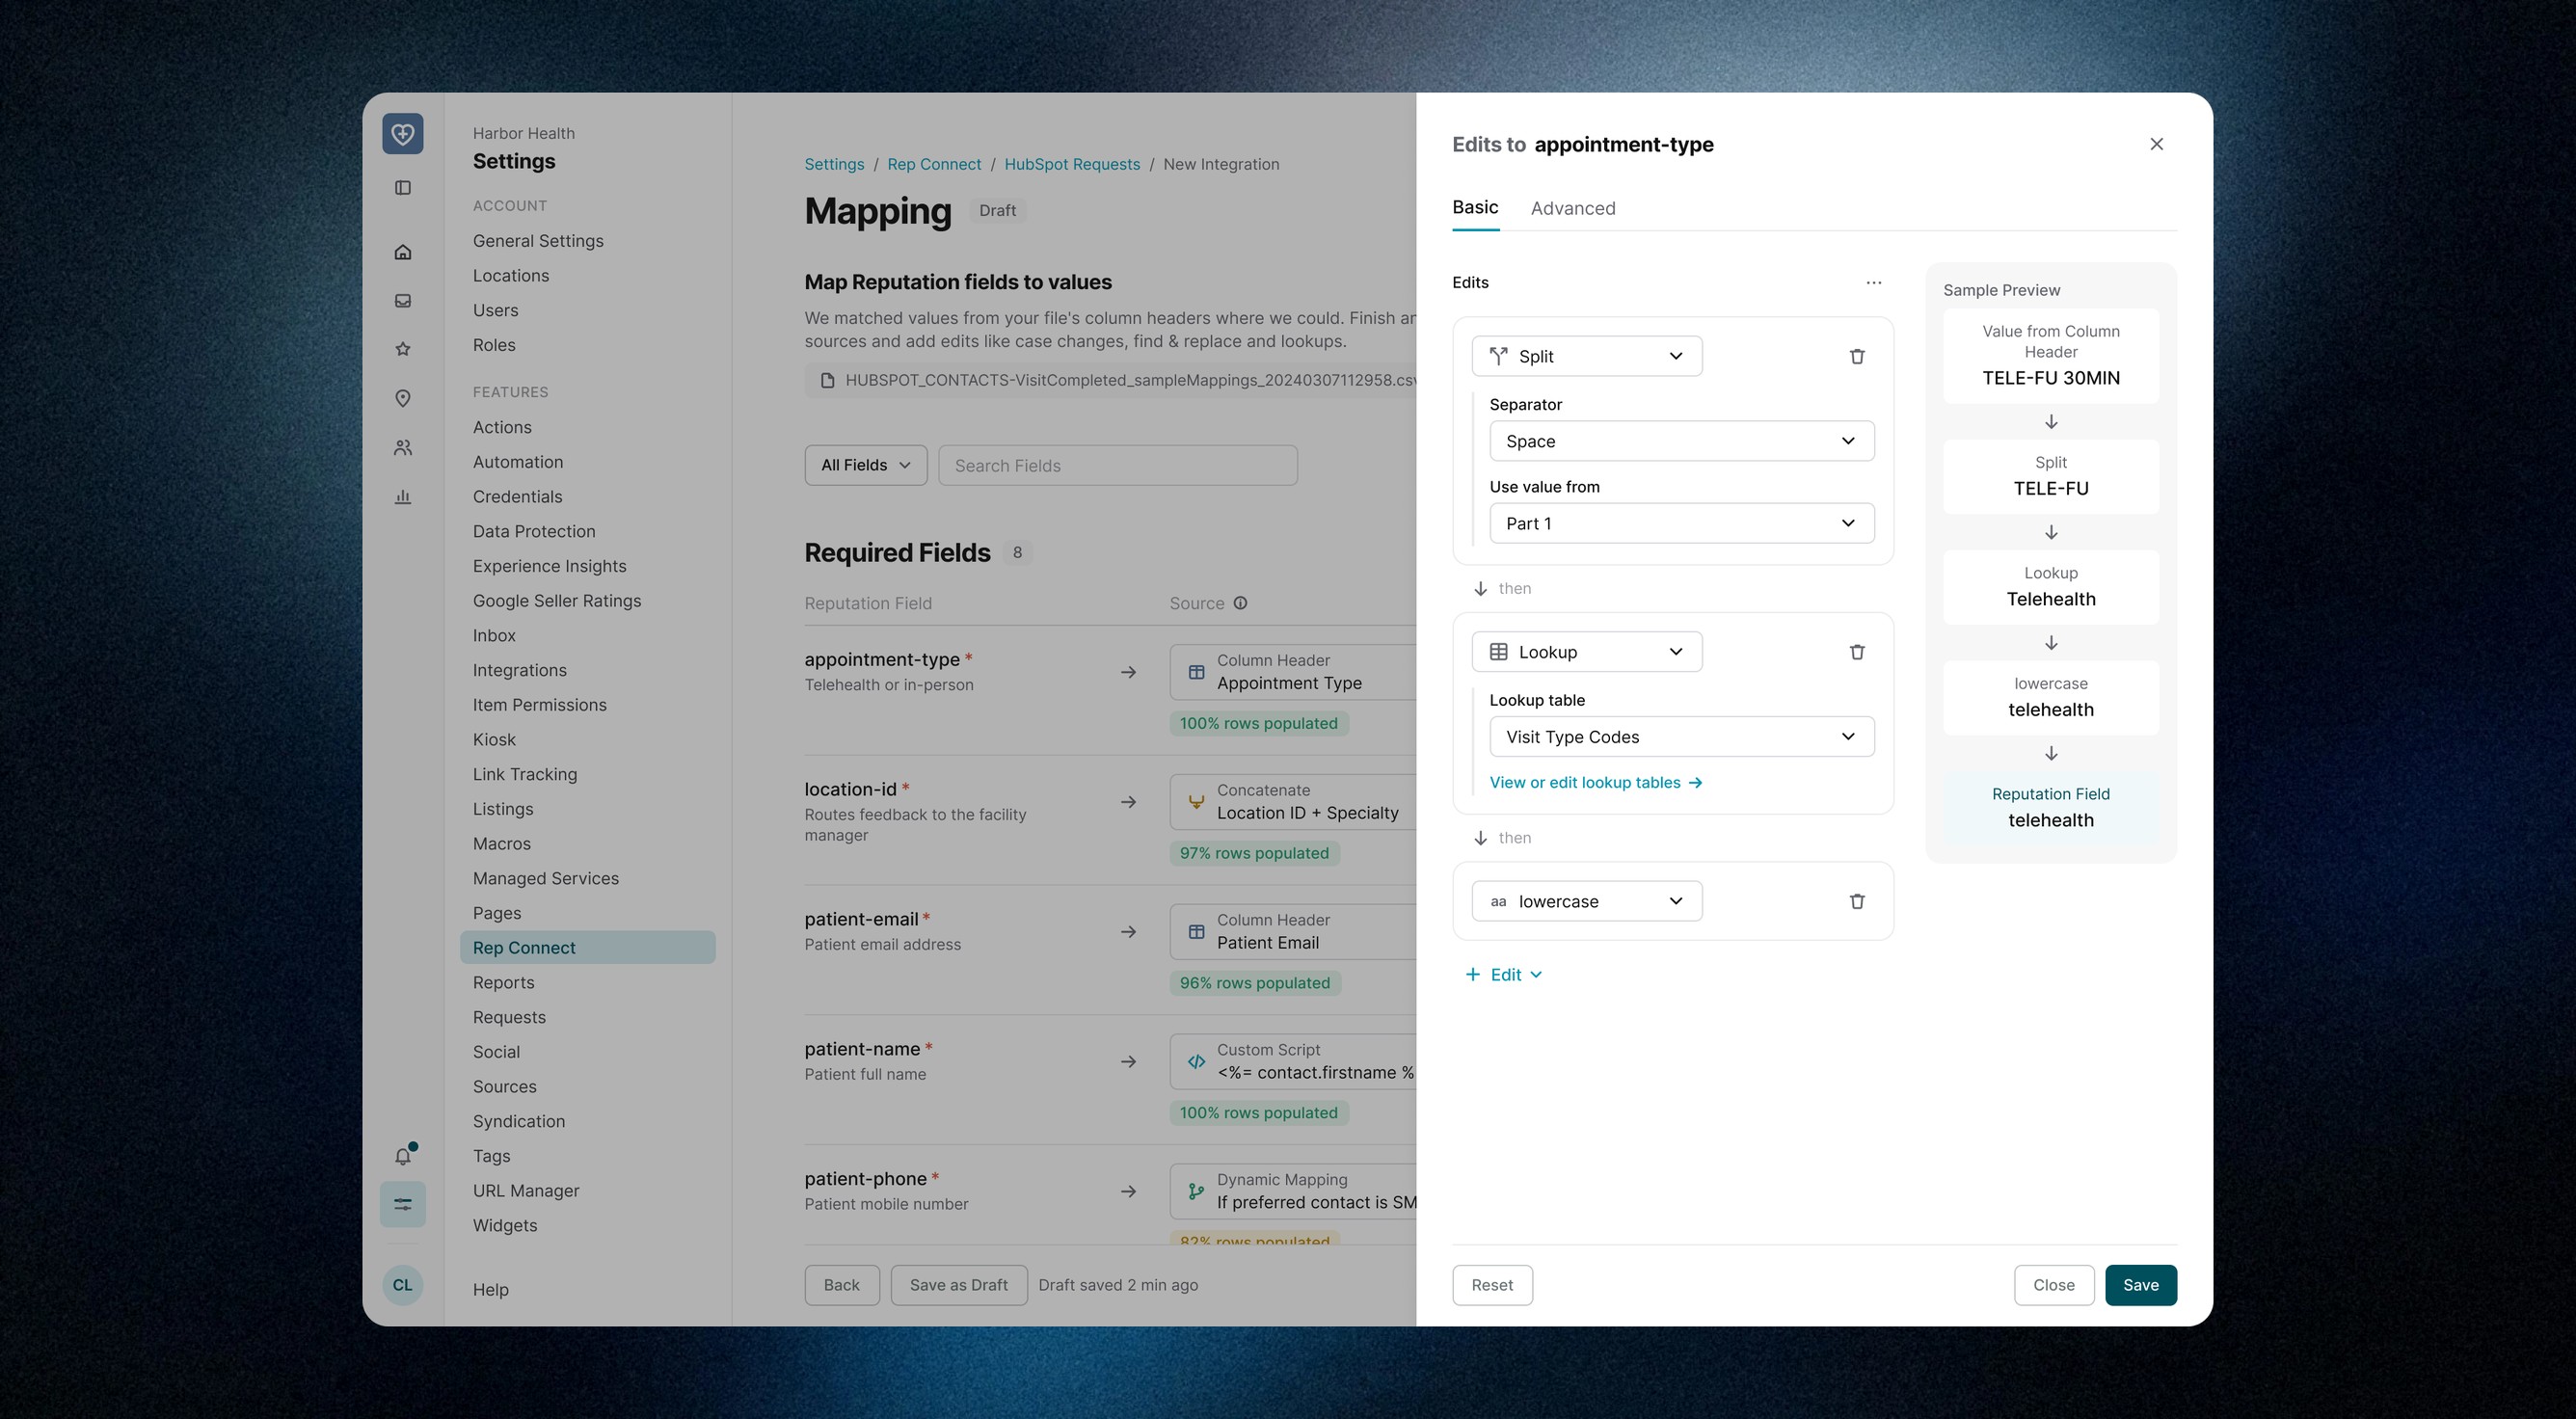 Harbor Health
Settings
ACCOUNT
General Settings
Locations
Users
Roles
FEATURES
Actions
Automation
Credentials
Data Protection
Experience Insights
Google Seller Ratings
Inbox
Integrations
Item Permissions
Kiosk
Link Tracking
Listings
Macros
Managed Services
Pages
Rep Connect
Reports
Requests
Social
Sources
Syndication
Tags
URL Manager
Widgets
Help
CL
Settings / Rep Connect / HubSpot Requests / New Integration
Mapping Draft
Map Reputation fields to values
We matched values from your file's column headers where we could. Finish
sources and add edits like case changes, find & replace and lookups.
HUBSPOT_CONTACTS-VisitCompleted_sampleMappings_20240307112958.csv
All Fields Search Fields
Required Fields 8
Reputation Field Source
appointment-type *
Telehealth or in-person
Column Header
Appointment Type
100% rows populated
location-id *
Routes feedback to the facility
manager
Concatenate
Location ID + Specialty
97% rows populated
patient-email *
Patient email address
Column Header
Patient Email
96% rows populated
patient-name *
Patient full name
Custom Script
<%= contact.firstname %
100% rows populated
patient-phone *
Patient mobile number
Dynamic Mapping
If preferred contact is SM
82% rows populated
Back Save as Draft Draft saved 2 min ago
Edits to appointment-type
Basic Advanced
Edits
Split
Separator
Space
Use value from
Part 1
then
Lookup
Lookup table
Visit Type Codes
View or edit lookup tables →
then
aa lowercase
+ Edit
Sample Preview
Value from Column
Header
TELE-FU 30MIN
Split
TELE-FU
Lookup
Telehealth
lowercase
telehealth
Reputation Field
telehealth
Reset Close Save